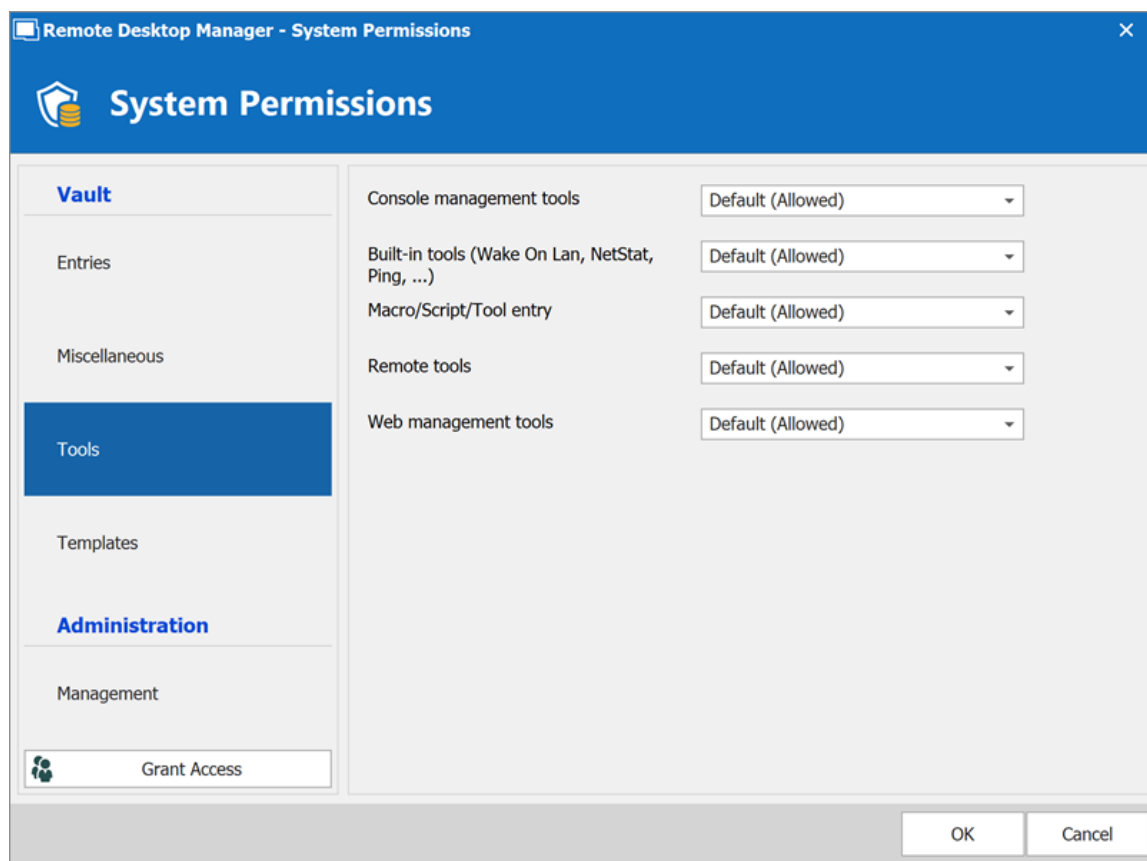 Remote Desktop Manager - System Permissions
System Permissions
Vault
Entries
Miscellaneous
Tools
Templates
Administration
Management
Grant Access
Console management tools
Default (Allowed)
Built-in tools (Wake On Lan, NetStat,
Ping, ...)
Default (Allowed)
Macro/Script/Tool entry
Default (Allowed)
Remote tools
Default (Allowed)
Web management tools
Default (Allowed)
OK
Cancel